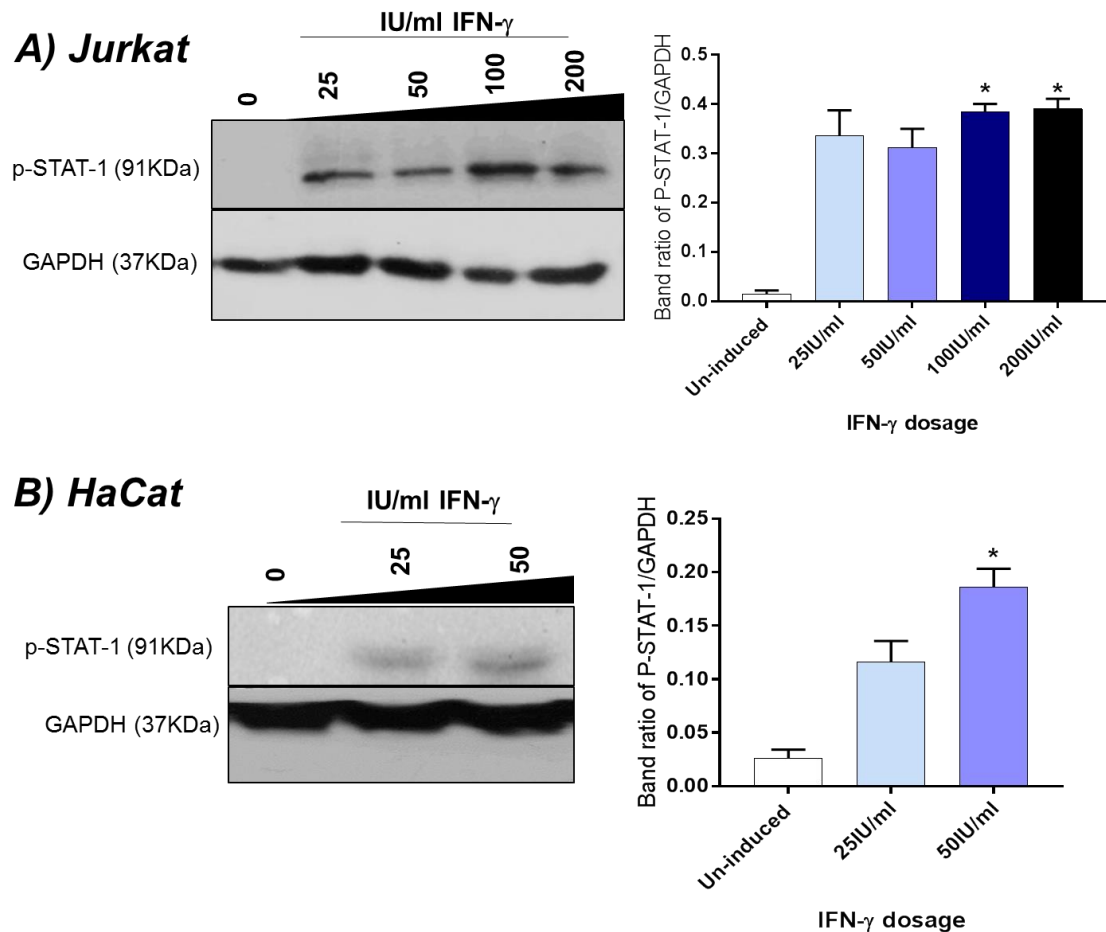 A) Jurkat
IU/ml IFN-γ
0
25
50
100
200
p-STAT-1 (91KDa)
GAPDH (37KDa)
Band ratio of P-STAT-1/GAPDH
0.5
0.4
0.3
0.2
0.1
0.0
*
*
Un-induced
25IU/ml
50IU/ml
100IU/ml
200IU/ml
IFN-γ dosage
B) HaCat
IU/ml IFN-γ
0
25
50
p-STAT-1 (91KDa)
GAPDH (37KDa)
Band ratio of P-STAT-1/GAPDH
0.25
0.20
0.15
0.10
0.05
0.00
*
Un-induced
25IU/ml
50IU/ml
IFN-γ dosage